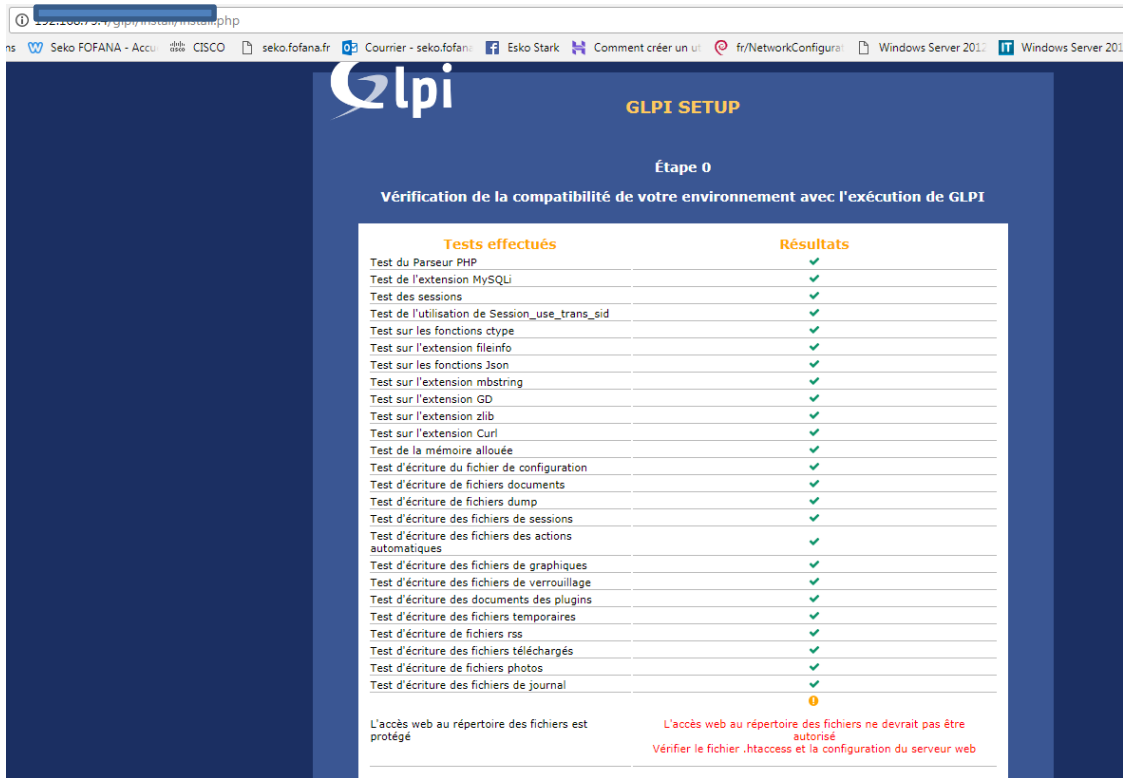 /glpi/install/install.php
ns Seko FOFANA - Accu CISCO seko.fofana.fr Courrier - seko.fofana Esko Stark Comment créer un ut fr/NetworkConfigurat Windows Server 2012 IT Windows Server 201
Glpi
GLPI SETUP
Étape 0
Vérification de la compatibilité de votre environnement avec l'exécution de GLPI
Tests effectués Résultats
Test du Parseur PHP
Test de l'extension MySQLi
Test des sessions
Test de l'utilisation de Session_use_trans_sid
Test sur les fonctions ctype
Test sur l'extension fileinfo
Test sur les fonctions Json
Test sur l'extension mbstring
Test sur l'extension GD
Test sur l'extension zlib
Test sur l'extension Curl
Test de la mémoire allouée
Test d'écriture du fichier de configuration
Test d'écriture de fichiers documents
Test d'écriture de fichiers dump
Test d'écriture des fichiers de sessions
Test d'écriture des fichiers des actions
automatiques
Test d'écriture des fichiers de graphiques
Test d'écriture des fichiers de verrouillage
Test d'écriture des documents des plugins
Test d'écriture des fichiers temporaires
Test d'écriture de fichiers rss
Test d'écriture des fichiers téléchargés
Test d'écriture de fichiers photos
Test d'écriture des fichiers de journal
L'accès web au répertoire des fichiers est
protégé
L'accès web au répertoire des fichiers ne devrait pas être
autorisé
Vérifier le fichier .htaccess et la configuration du serveur web